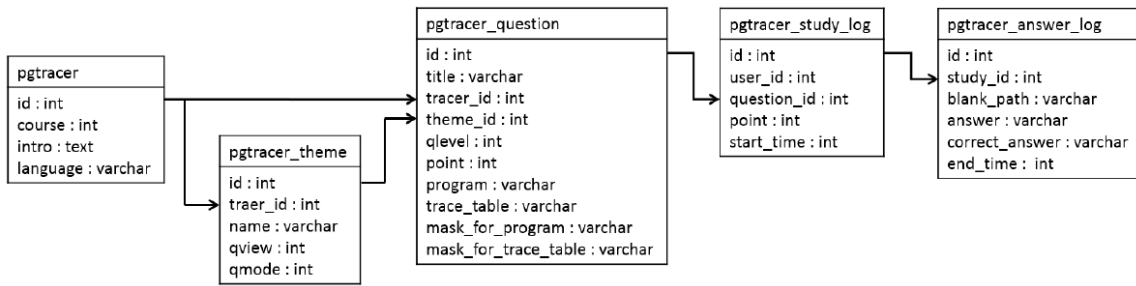 pgtracer
id : int
course : int
intro : text
language : varchar
pgtracer_theme
id : int
traer_id : int
name : varchar
qview : int
qmode : int
pgtracer_question
id : int
title : varchar
tracer_id : int
theme_id : int
qlevel : int
point : int
program : varchar
trace_table : varchar
mask_for_program : varchar
mask_for_trace_table : varchar
pgtracer_study_log
id : int
user_id : int
question_id : int
point : int
start_time : int
pgtracer_answer_log
id : int
study_id : int
blank_path : varchar
answer : varchar
correct_answer : varchar
end_time : int